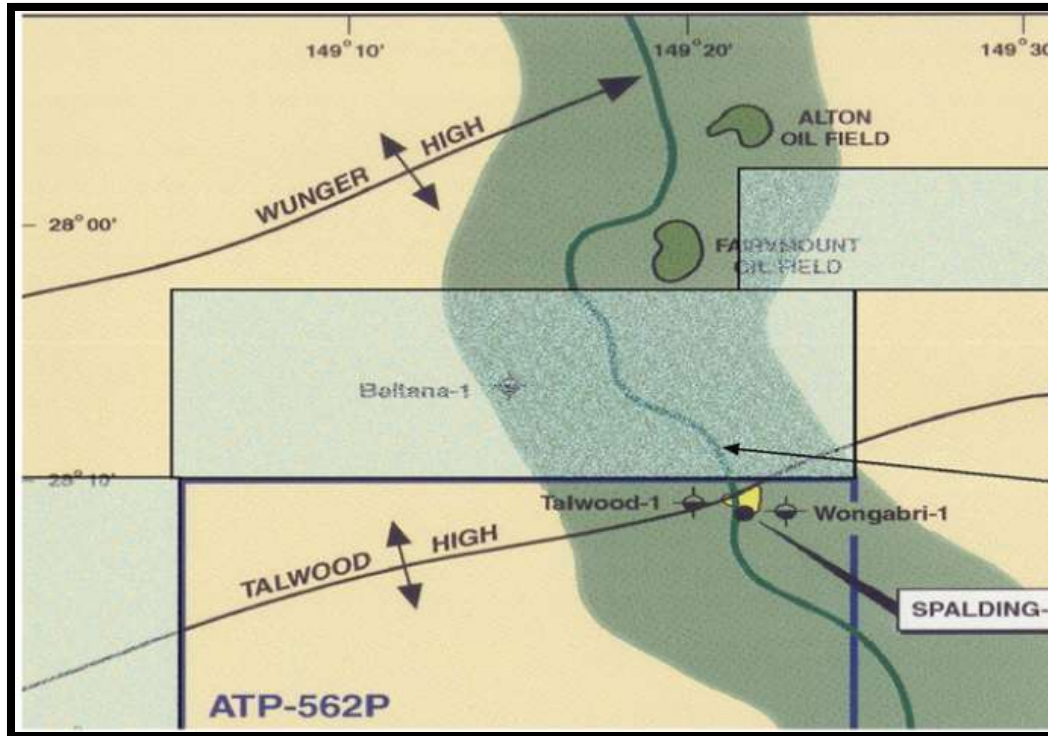 149°10'
149°20'
149°30
ALTON
OIL FIELD
WUNGER HIGH
28°00'
FAIRYMOUNT
OIL FIELD
Beltana-1
28°10'
Talwood-1
Wongabri-1
TALWOOD HIGH
SPALDING-
ATP-562P